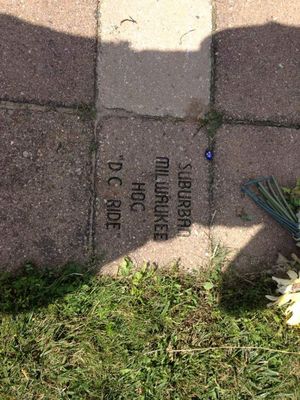 SUBURBAN
MILWAUKEE
HOG
"D.C. RIDE"